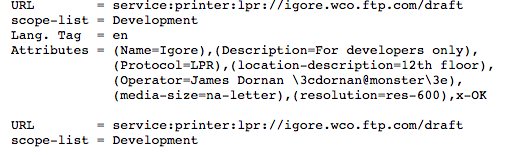 URL         = service:printer:lpr://igore.wco.ftp.com/draft
scope-list  = Development
Lang. Tag   = en
Attributes  = (Name=Igore),(Description=For developers only),
              (Protocol=LPR),(location-description=12th floor),
              (Operator=James Dornan \3cdornan@monster\3e),
              (media-size=na-letter),(resolution=res-600),x-OK
URL         = service:printer:lpr://igore.wco.ftp.com/draft
scope-list  = Development